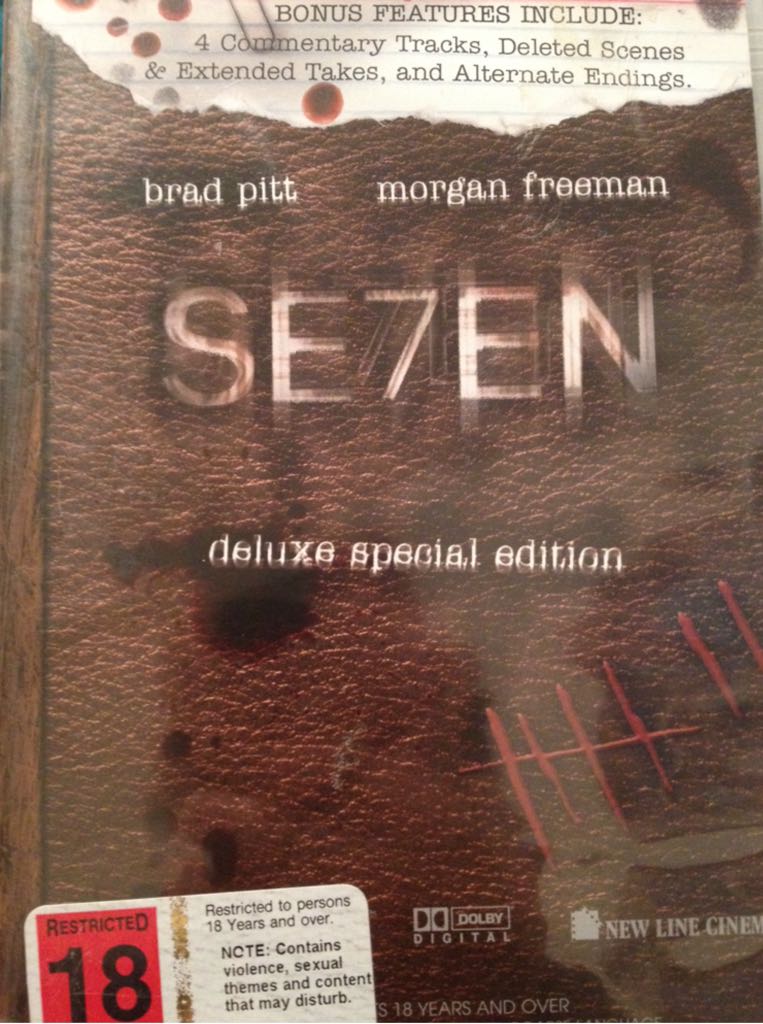 BONUS FEATURES INCLUDE:
4 Commentary Tracks, Deleted Scenes
& Extended Takes, and Alternate Endings.
brad pitt morgan freeman
SE7EN
deluxe special edition
RESTRICTED
18
Restricted to persons
18 Years and over.
NOTE: Contains
violence, sexual
themes and content
that may disturb.
DOLBY
DIGITAL
NEW LINE CINEM
S 18 YEARS AND OVER
LANGUAGE